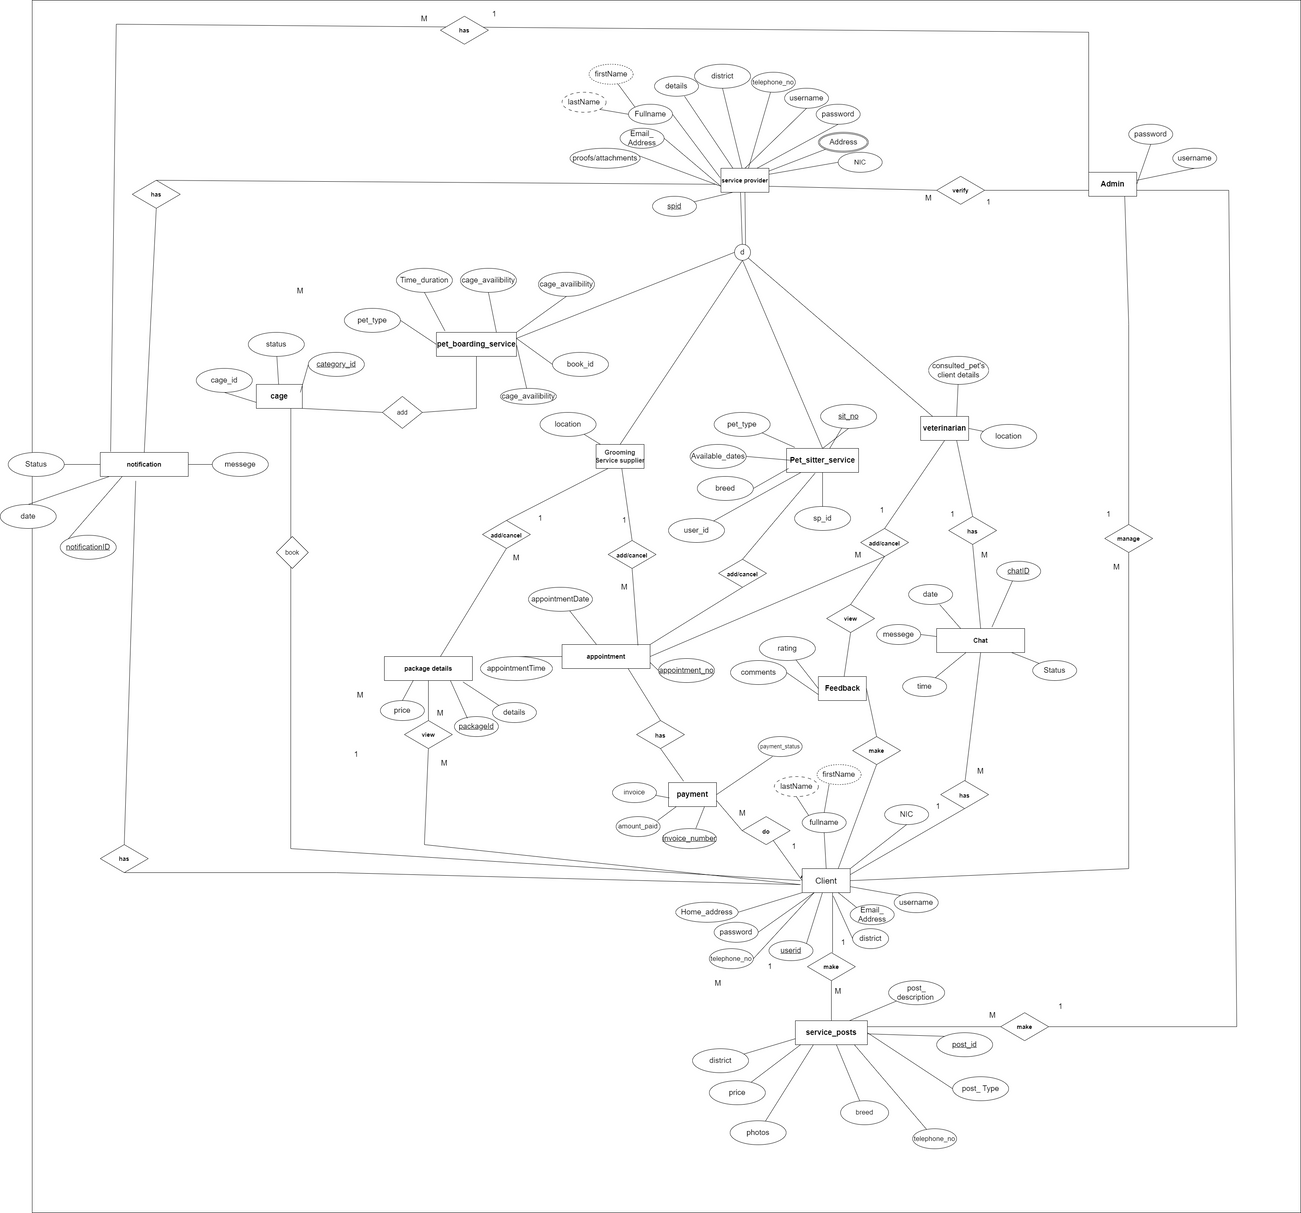 M
1
has
firstName
district
details
telephone_no
lastName
username
Fullname
password
Email_
Address
Address
password
proofs/attachments
NIC
username
service provider
Admin
has
verify
M
1
spid
d
Time_duration
cage_availibility
cage_availibility
M
pet_type
status
pet_boarding_service
category_id
book_id
consulted_pet's
client details
cage_id
cage
cage_availibility
add
sit_no
location
pet_type
veterinarian
location
Grooming
Service supplier
Available_dates
Pet_sitter_service
Status
notification
messege
breed
date
1
1
1
1
1
user_id
sp_id
add/cancel
has
manage
notificationID
book
M
add/cancel
M
add/cancel
M
M
add/cancel
chatID
M
date
appointmentDate
view
messege
Chat
rating
appointment
package details
appointmentTime
appointment_no
comments
Status
Feedback
time
M
price
M
details
packageId
view
has
payment_status
1
make
M
M
firstName
lastName
invoice
payment
has
1
M
NIC
fullname
amount_paid
do
invoice_number
1
has
Client
username
Home_address
Email_
Address
password
district
1
userid
telephone_no
1
make
M
M
post_
description
1
M
service_posts
make
post_id
district
price
post_ Type
breed
photos
telephone_no